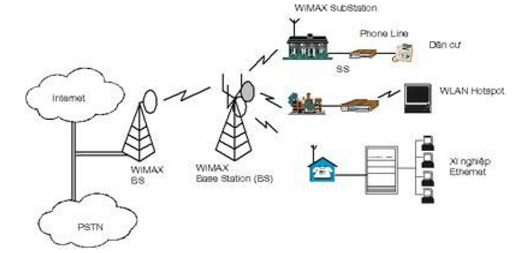 WiMAX SubStation
Phone Line
Dân cư
SS
WLAN Hotspot
Internet
WiMAX
BS
WiMAX
Base Station (BS)
Xí nghiệp
Ethernet
PSTN